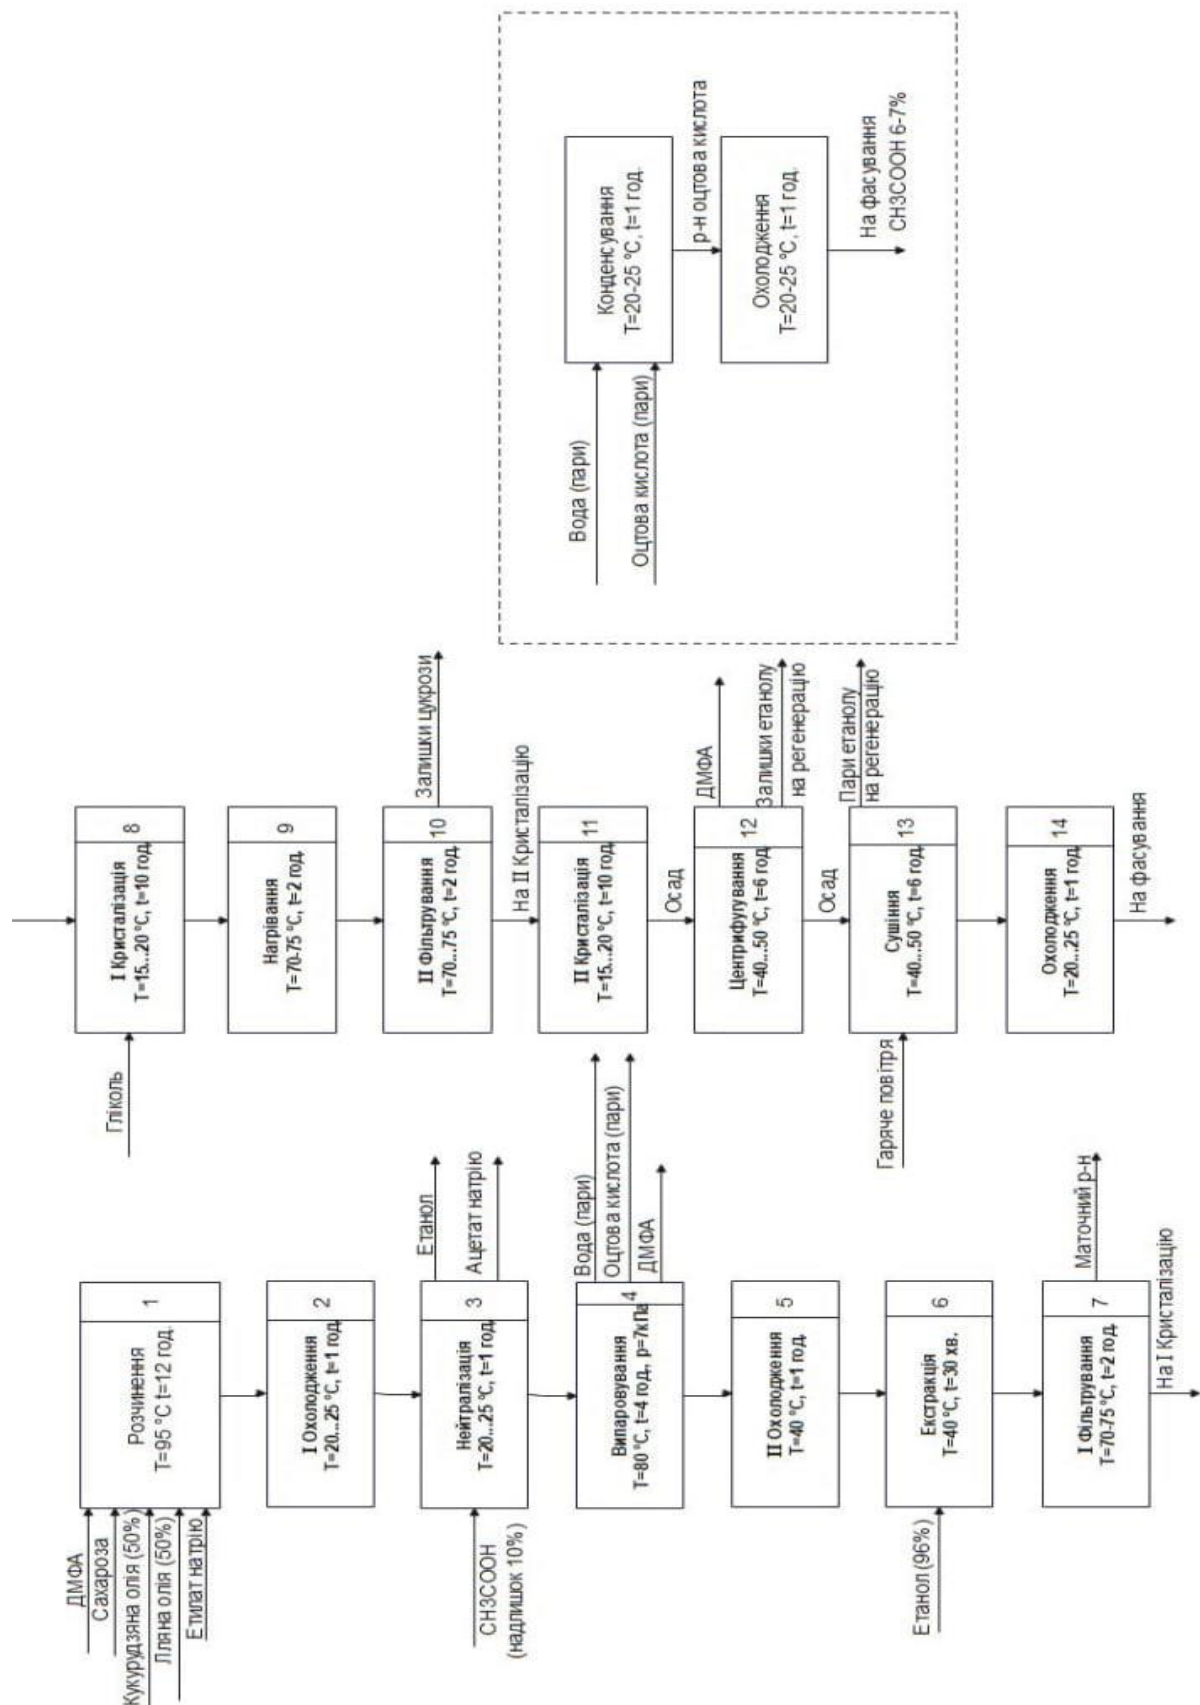 ДМФА
Сахароза
Кукурудзяна олія (50%)
Лляна олія (50%)
Етилат натрію
Розчинення
Т=95 °С t=12 год.
1
І Охолодження
Т=20...25 °С, t=1 год.
2
СН3СООН
(надлишок 10%)
Нейтралізація
Т=20...25 °С, t=1 год.
3
Етанол
Ацетат натрію
Випаровування
Т=80 °С, t=4 год, р=7кПа
4
Вода (пари)
Оцтова кислота (пари)
ДМФА
ІІ Охолодження
Т=40 °С, t=1 год.
5
Етанол (96%)
Екстракція
Т=40 °С, t=30 хв.
6
І Фільтрування
Т=70-75 °С, t=2 год.
7
Маточний р-н
На І Кристалізацію
Гліколь
І Кристалізація
Т=15...20 °С, t=10 год.
8
Нагрівання
Т=70-75 °С, t=2 год.
9
ІІ Фільтрування
Т=70...75 °С, t=2 год.
10
Залишки цукрози
На ІІ Кристалізацію
ІІ Кристалізація
Т=15...20 °С, t=10 год.
11
Осад
Центрифугування
Т=40...50 °С, t=6 год.
12
ДМФА
Залишки етанолу
на регенерацію
Осад
Гаряче повітря
Сушіння
Т=40...50 °С, t=6 год.
13
Пари етанолу
на регенерацію
Охолодження
Т=20...25 °С, t=1 год.
14
На фасування
Вода (пари)
Оцтова кислота (пари)
Конденсування
Т=20-25 °С, t=1 год.
р-н оцтова кислота
Охолодження
Т=20-25 °С, t=1 год.
На фасування
СН3СООН 6-7%